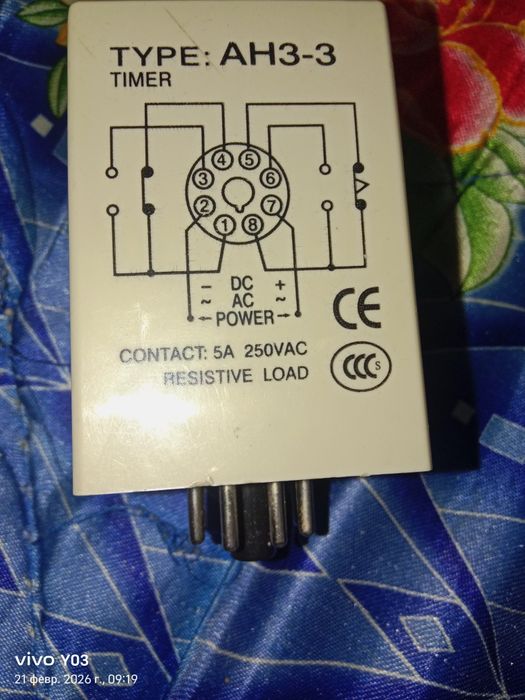 TYPE: AH3-3
TIMER
4 5
3 6
2 7
1 8
− DC +
~ AC ~
POWER
CE
CONTACT: 5A 250VAC
RESISTIVE LOAD
CCC S
vivo Y03
21 февр. 2026 г., 09:19